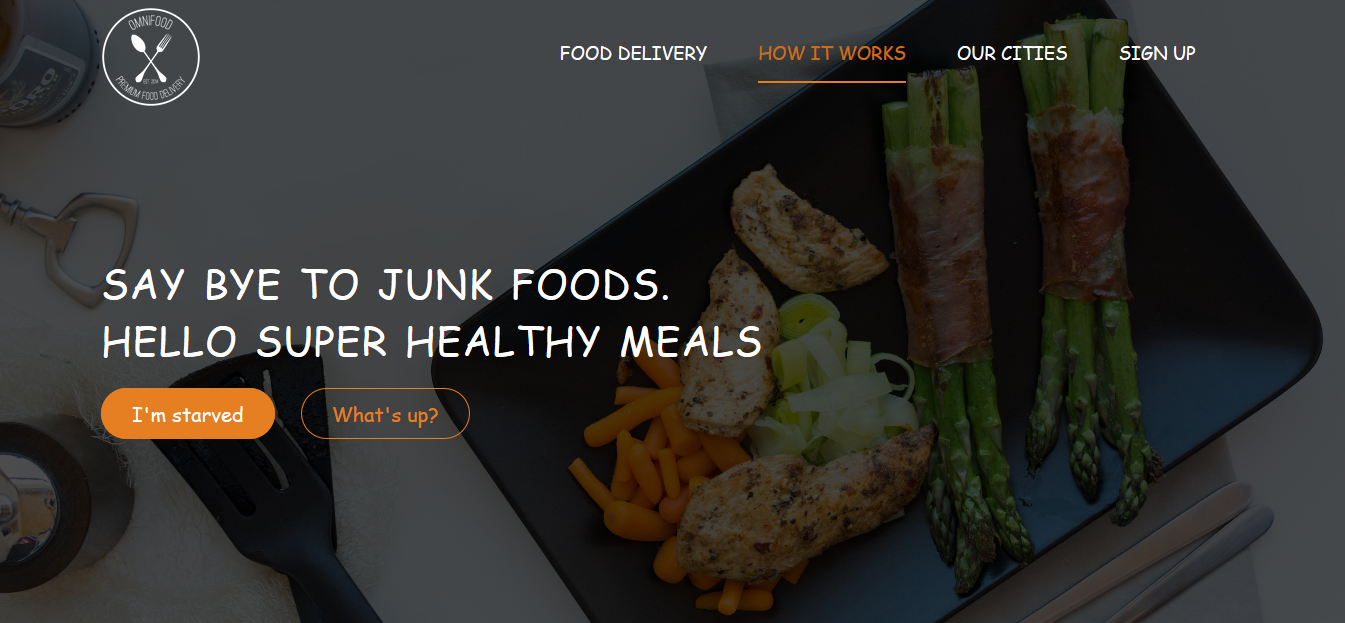 OMNIFOOD
EST 2014
PREMIUM FOOD DELIVERY
FOOD DELIVERY
HOW IT WORKS
OUR CITIES
SIGN UP
SAY BYE TO JUNK FOODS.
HELLO SUPER HEALTHY MEALS
I'm starved
What's up?